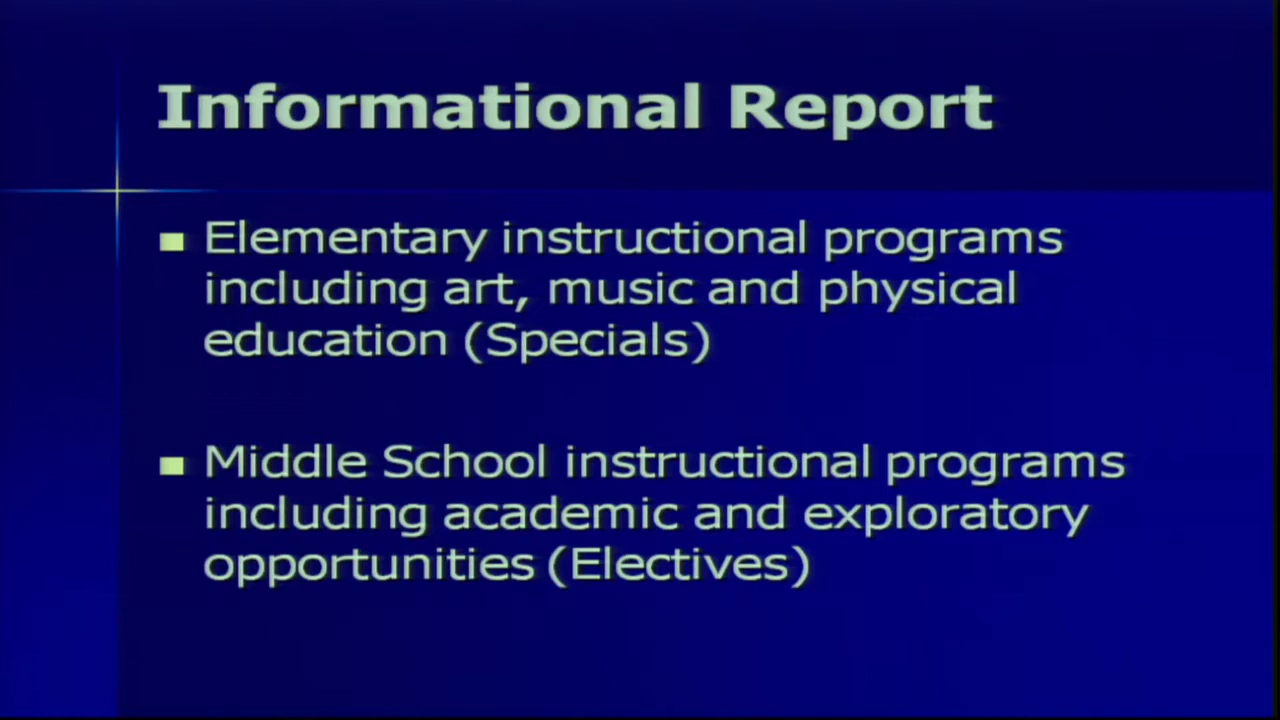 Informational Report
Elementary instructional programs
including art, music and physical
education (Specials)
Middle School instructional programs
including academic and exploratory
opportunities (Electives)